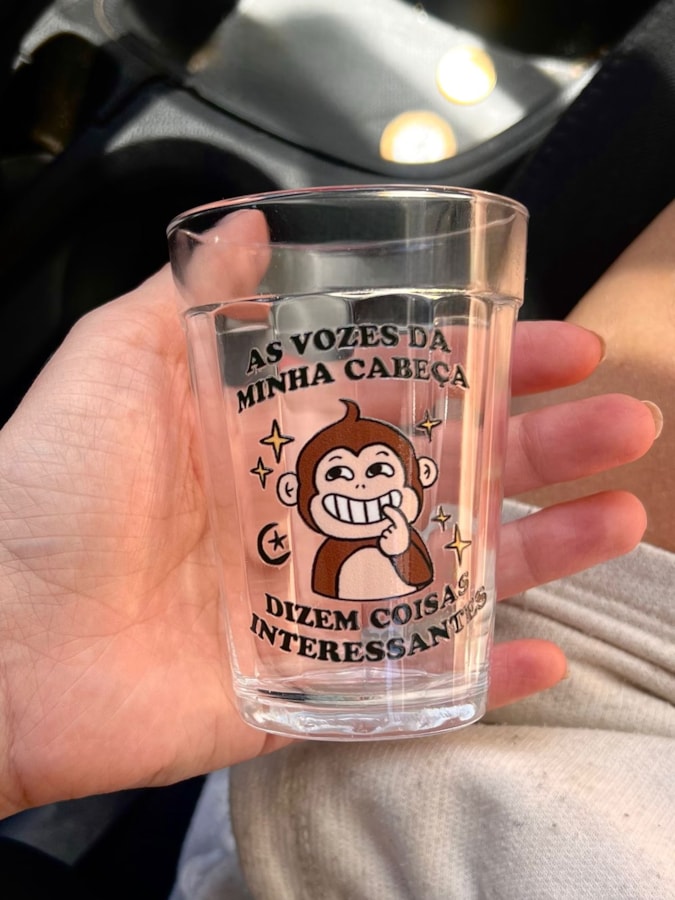 AS VOZES DA
MINHA CABEÇA
DIZEM COISAS
INTERESSANTES